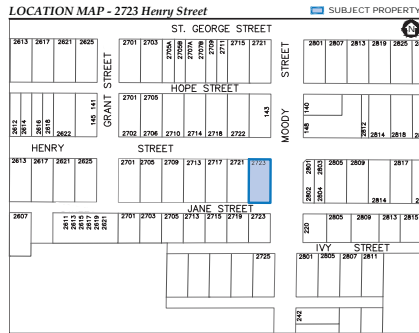 LOCATION MAP - 2723 Henry Street
SUBJECT PROPERTY
N
ST. GEORGE STREET
2613 2617 2621 2625
2701 2703 2705A 2705B 2707A 2707B 2709 2711 2715 2721
2801 2807 2813 2819 2825
GRANT STREET
MOODY STREET
HOPE STREET
2612 2614 2616 2618 2622 145 141
2701 2705
2702 2706 2710 2714 2718 2722 143
140
148 2812 2814 2818
HENRY STREET
2613 2617 2621 2625
2701 2705 2709 2713 2717 2721 2723
2801 2803 2805 2809 2817
2802 2804 2814
JANE STREET
2607 2611 2613 2615 2617 2619 2621
2701 2703 2705 2713 2715 2719 2723
220 2805 2809 2813 2815
IVY STREET
2725
2801 2805 2807 2811
242